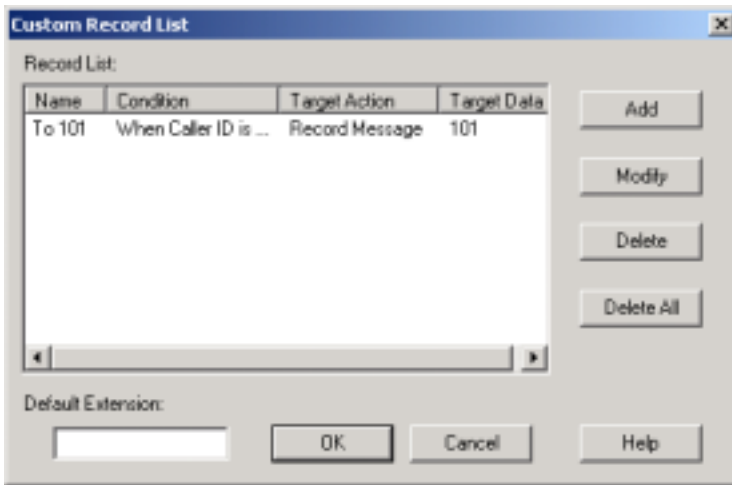 Custom Record List
Record List:
Name Condition Target Action Target Data
To 101 When Caller ID is ... Record Message 101
Add
Modify
Delete
Delete All
Default Extension:
OK Cancel Help